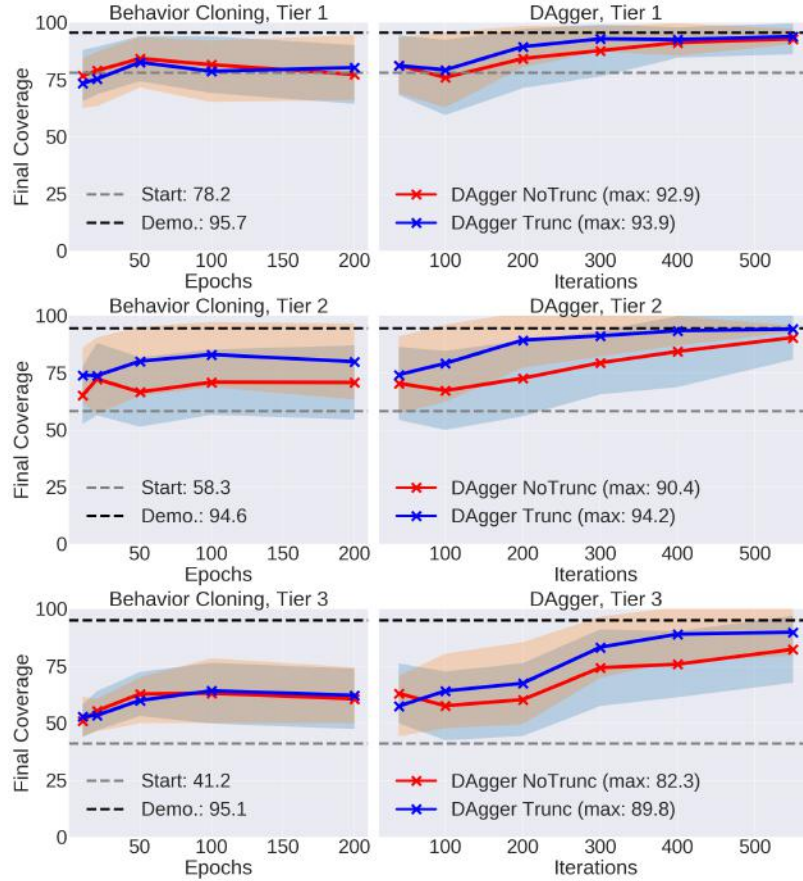 Behavior Cloning, Tier 1
100
75
50
25
0
Final Coverage
Start: 78.2
Demo.: 95.7
50 100 150 200
Epochs
DAgger, Tier 1
DAgger NoTrunc (max: 92.9)
DAgger Trunc (max: 93.9)
100 200 300 400 500
Iterations
Behavior Cloning, Tier 2
100
75
50
25
0
Final Coverage
Start: 58.3
Demo.: 94.6
50 100 150 200
Epochs
DAgger, Tier 2
DAgger NoTrunc (max: 90.4)
DAgger Trunc (max: 94.2)
100 200 300 400 500
Iterations
Behavior Cloning, Tier 3
100
75
50
25
0
Final Coverage
Start: 41.2
Demo.: 95.1
50 100 150 200
Epochs
DAgger, Tier 3
DAgger NoTrunc (max: 82.3)
DAgger Trunc (max: 89.8)
100 200 300 400 500
Iterations